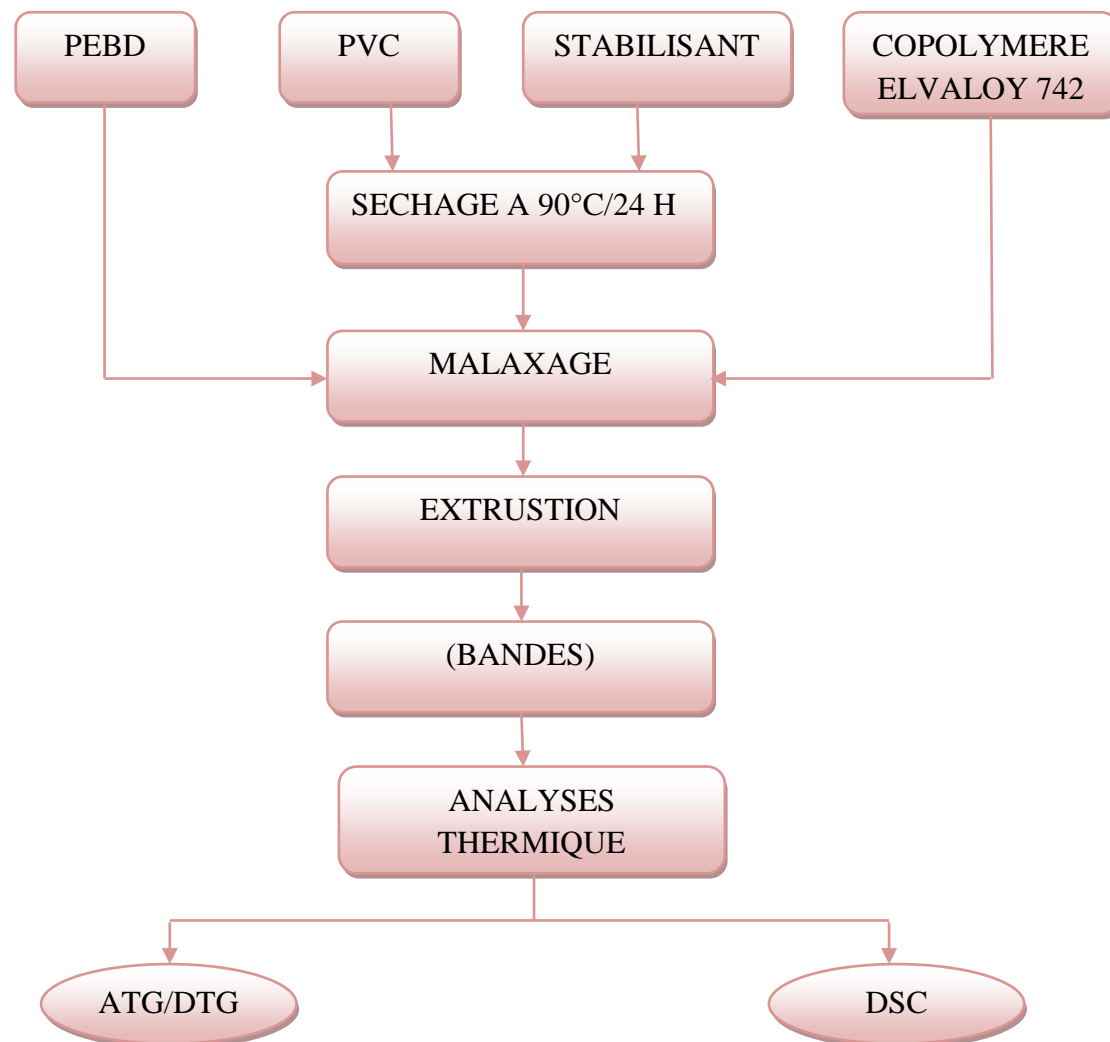 PEBD
PVC
STABILISANT
COPOLYMERE
ELVALOY 742
SECHAGE A 90°C/24 H
MALAXAGE
EXTRUSTION
(BANDES)
ANALYSES
THERMIQUE
ATG/DTG
DSC